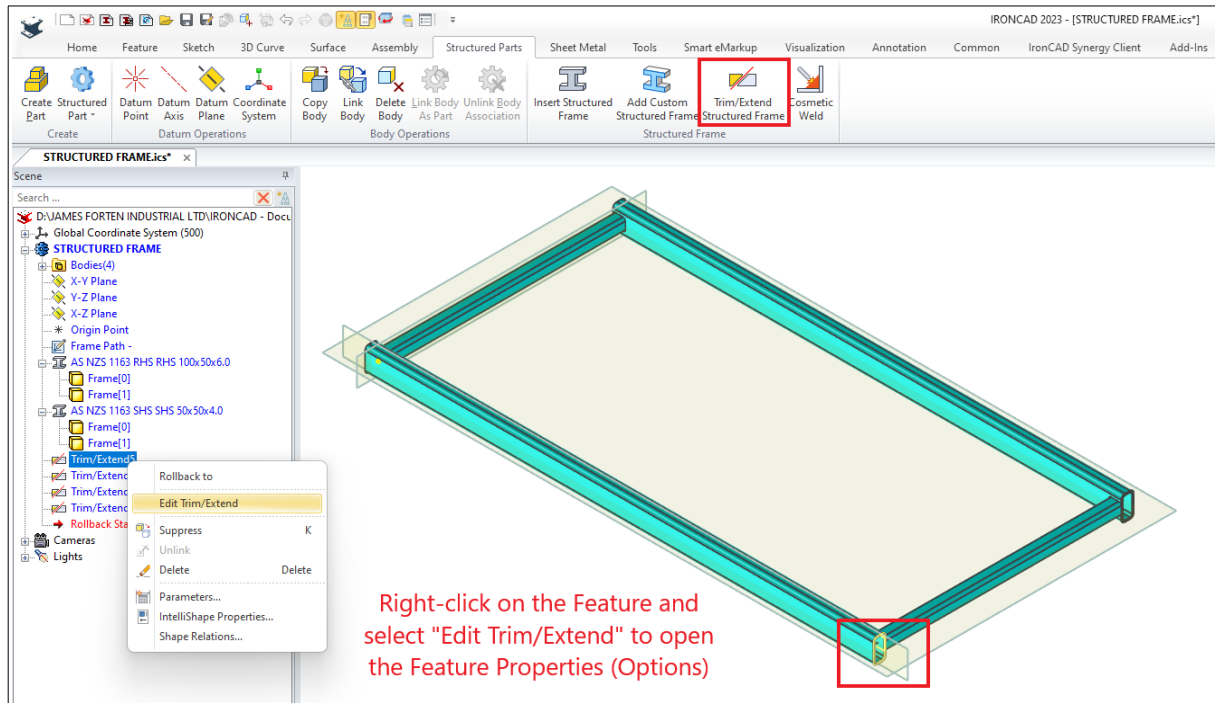 IRONCAD 2023 - [STRUCTURED FRAME.ics*]
Home Feature Sketch 3D Curve Surface Assembly Structured Parts Sheet Metal Tools Smart eMarkup Visualization Annotation Common IronCAD Synergy Client Add-Ins
Create Structured Datum Datum Datum Coordinate Copy Link Delete Link Body Unlink Body Insert Structured Add Custom Trim/Extend Cosmetic
Part Part Point Axis Plane System Body Body Body As Part Association Frame Structured Frame Structured Frame Weld
Create Datum Operations Body Operations Structured Frame
STRUCTURED FRAME.ics*
Scene
Search ...
D:\JAMES FORTEN INDUSTRIAL LTD\IRONCAD - Docu
Global Coordinate System (500)
STRUCTURED FRAME
Bodies(4)
X-Y Plane
Y-Z Plane
X-Z Plane
Origin Point
Frame Path -
AS NZS 1163 RHS RHS 100x50x6.0
Frame[0]
Frame[1]
AS NZS 1163 SHS SHS 50x50x4.0
Frame[0]
Frame[1]
Trim/Extend5
Trim/Extend
Trim/Extend
Trim/Extend
Rollback Sta
Cameras
Lights
Rollback to
Edit Trim/Extend
Suppress K
Unlink
Delete Delete
Parameters...
IntelliShape Properties...
Shape Relations...
Right-click on the Feature and
select "Edit Trim/Extend" to open
the Feature Properties (Options)